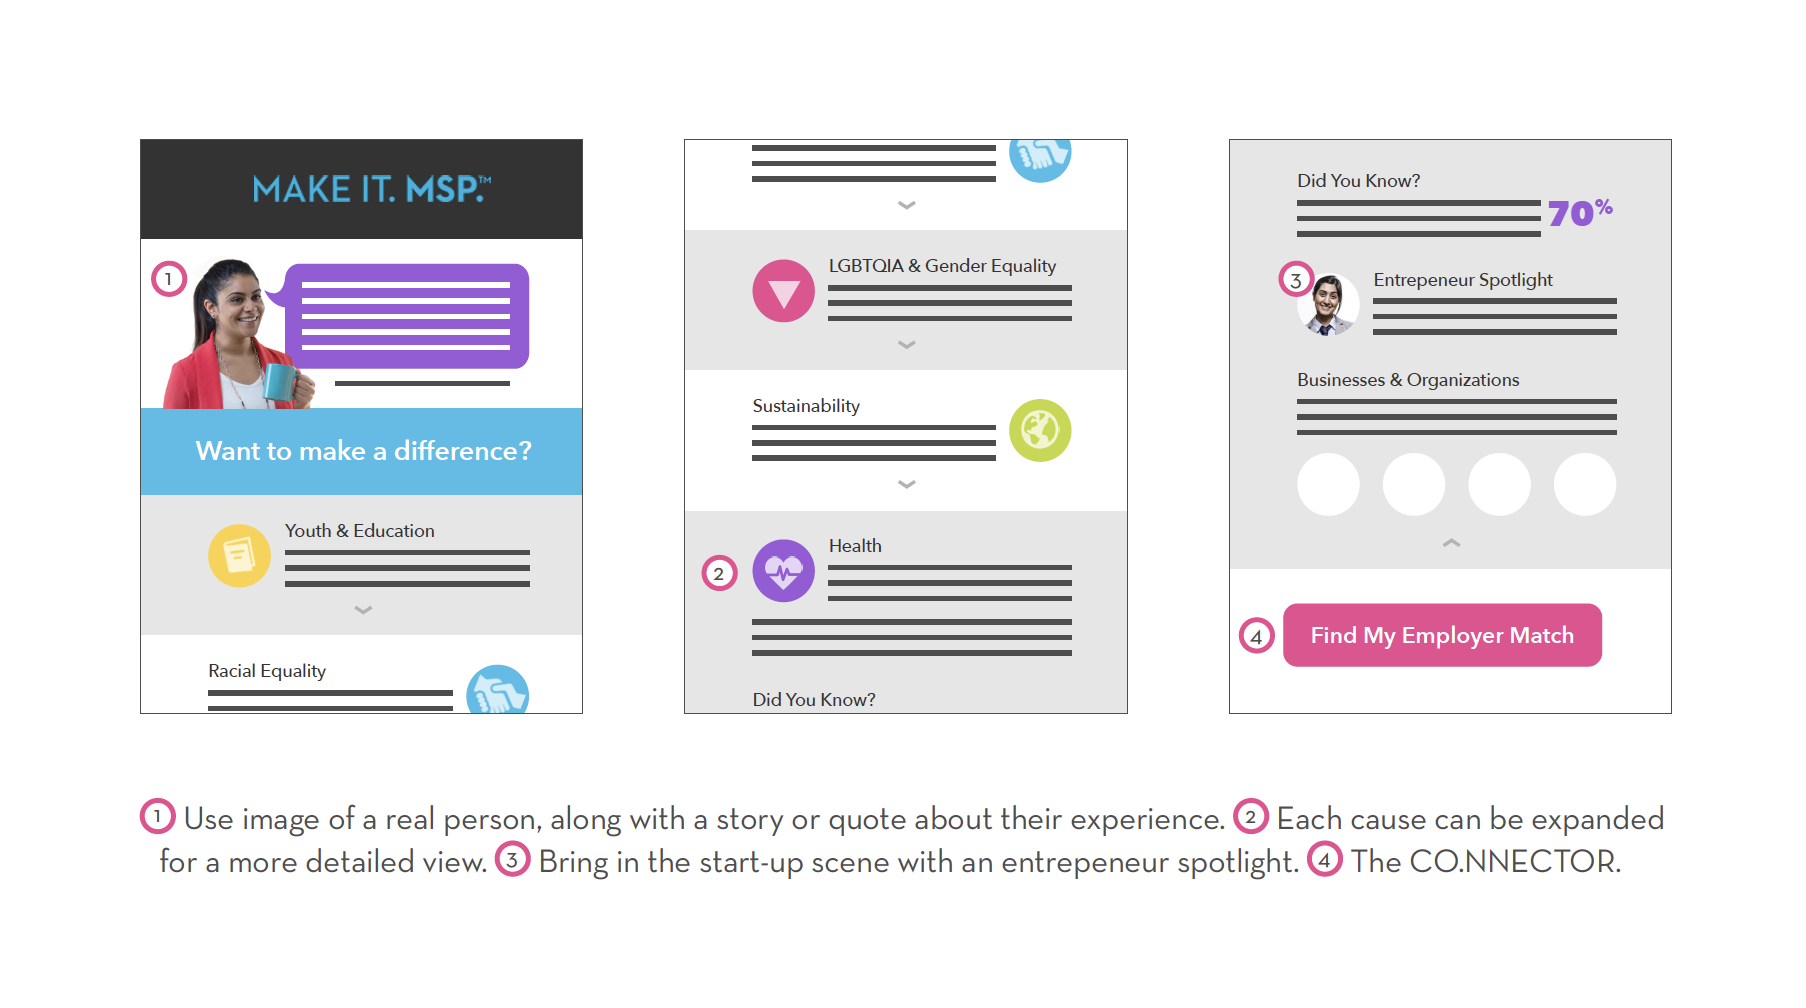 MAKE IT. MSP.™
1
Want to make a difference?
Youth & Education
Racial Equality
LGBTQIA & Gender Equality
Sustainability
2
Health
Did You Know?
Did You Know?
70%
3
Entrepeneur Spotlight
Businesses & Organizations
4
Find My Employer Match
1 Use image of a real person, along with a story or quote about their experience. 2 Each cause can be expanded
for a more detailed view. 3 Bring in the start-up scene with an entrepeneur spotlight. 4 The CO.NNECTOR.